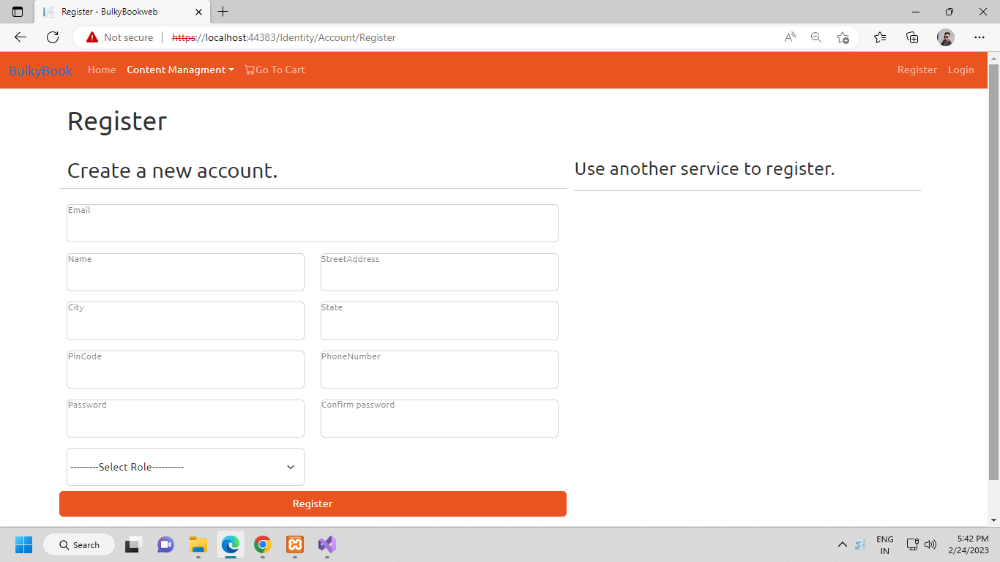 Register - BulkyBookweb
Not secure
https://localhost:44383/Identity/Account/Register
BulkyBook Home Content Managment Go To Cart Register Login
Register
Create a new account.
Use another service to register.
Email
Name StreetAddress
City State
PinCode PhoneNumber
Password Confirm password
---------Select Role----------
Register
Search
ENG
IN
5:42 PM
2/24/2023